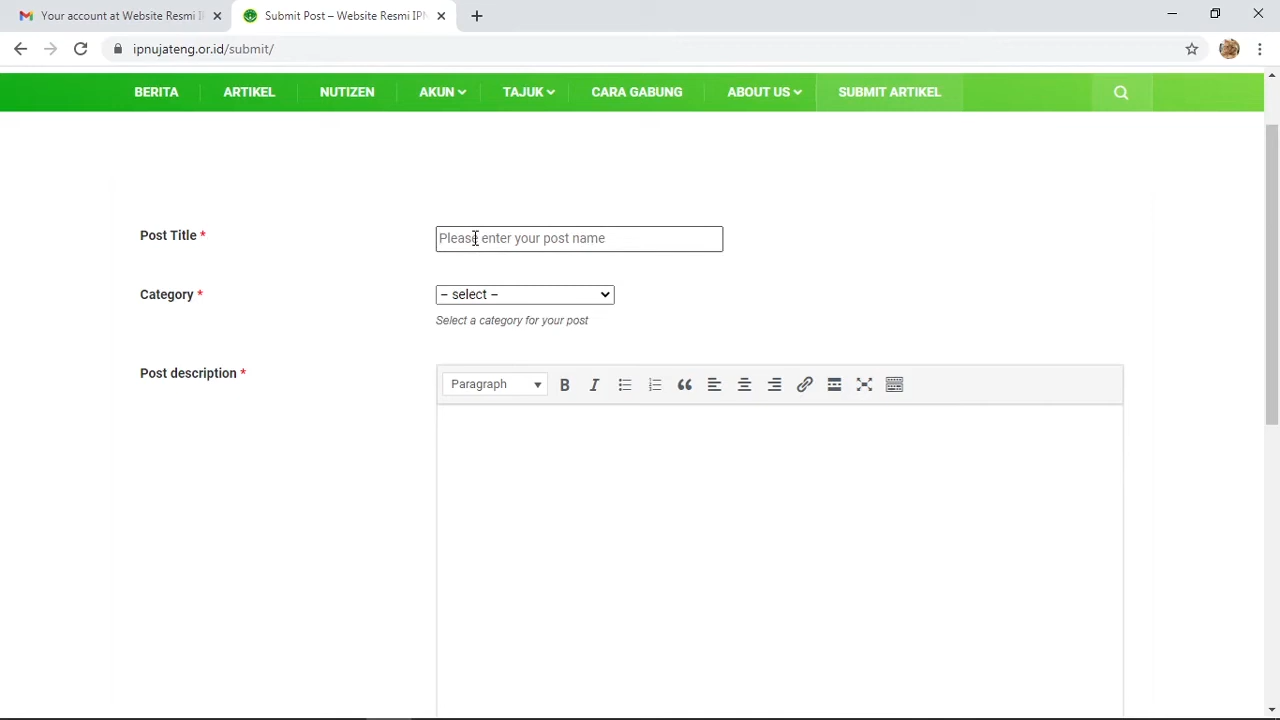 Your account at Website Resmi IP
Submit Post – Website Resmi IPN
ipnujateng.or.id/submit/
BERITA
ARTIKEL
NUTIZEN
AKUN
TAJUK
CARA GABUNG
ABOUT US
SUBMIT ARTIKEL
Post Title *
Please enter your post name
Category *
– select –
Select a category for your post
Post description *
Paragraph
B
I